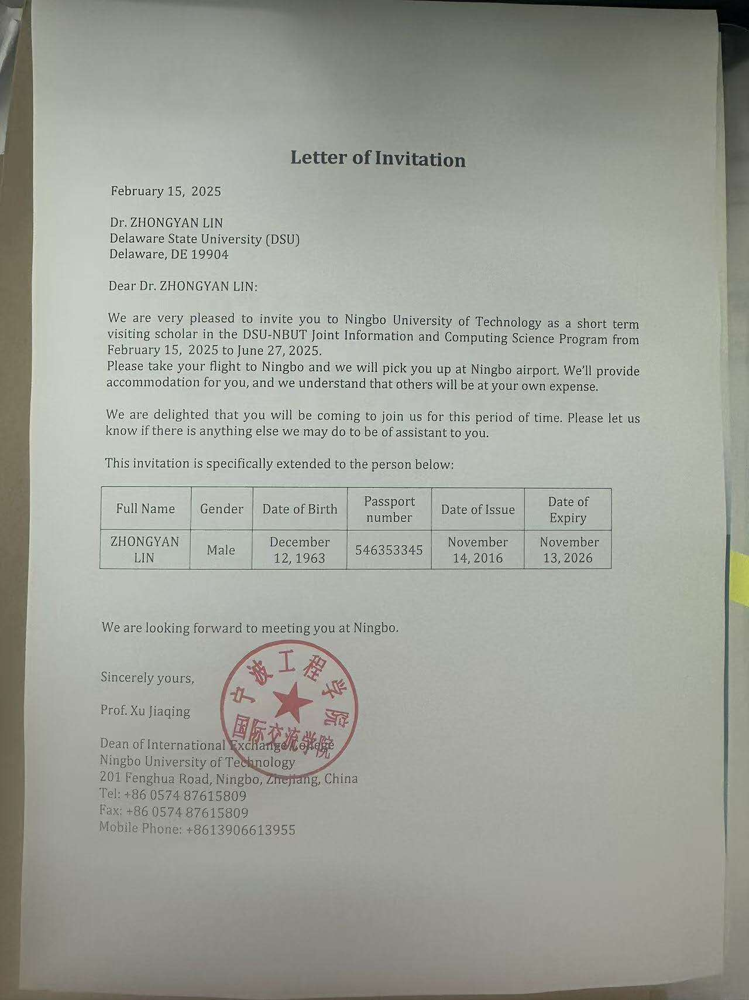 Letter of Invitation
February 15, 2025
Dr. ZHONGYAN LIN
Delaware State University (DSU)
Delaware, DE 19904
Dear Dr. ZHONGYAN LIN:
We are very pleased to invite you to Ningbo University of Technology as a short term
visiting scholar in the DSU-NBUT Joint Information and Computing Science Program from
February 15, 2025 to June 27, 2025.
Please take your flight to Ningbo and we will pick you up at Ningbo airport. We'll provide
accommodation for you, and we understand that others will be at your own expense.
We are delighted that you will be coming to join us for this period of time. Please let us
know if there is anything else we may do to be of assistant to you.
This invitation is specifically extended to the person below:
Full Name Gender Date of Birth Passport number Date of Issue Date of Expiry
ZHONGYAN LIN Male December 12, 1963 546353345 November 14, 2016 November 13, 2026
We are looking forward to meeting you at Ningbo.
Sincerely yours,
Prof. Xu Jiaqing
宁波工程学院
国际交流学院
Dean of International Exchange College
Ningbo University of Technology
201 Fenghua Road, Ningbo, Zhejiang, China
Tel: +86 0574 87615809
Fax: +86 0574 87615809
Mobile Phone: +8613906613955